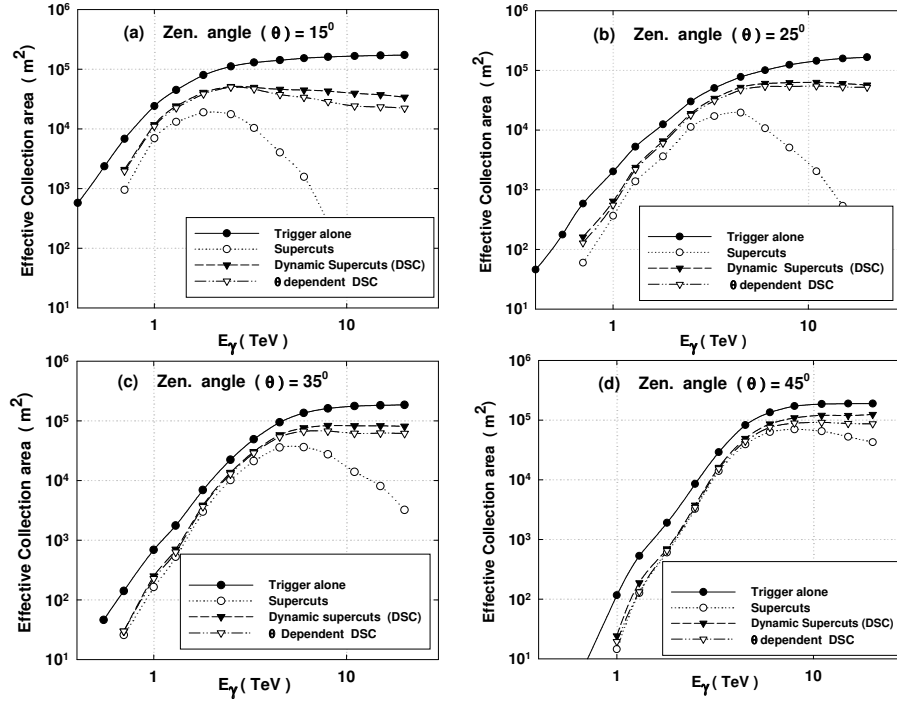 (a) Zen. angle (θ) = 15⁰
Effective Collection area ( m²)
10⁶
10⁵
10⁴
10³
10²
10¹
Trigger alone
Supercuts
Dynamic Supercuts (DSC)
θ dependent DSC
1
10
Eγ ( TeV )
(b) Zen. angle ( θ ) = 25⁰
Effective Collection area ( m²)
10⁶
10⁵
10⁴
10³
10²
10¹
Trigger alone
Supercuts
Dynamic Supercuts (DSC)
θ dependent DSC
1
10
Eγ ( TeV )
(c) Zen. angle ( θ ) = 35⁰
Effective Collection area ( m²)
10⁶
10⁵
10⁴
10³
10²
10¹
Trigger alone
Supercuts
Dynamic supercuts (DSC)
θ Dependent DSC
1
10
Eγ ( TeV )
(d) Zen. angle ( θ ) = 45⁰
Effective Collection area ( m²)
10⁶
10⁵
10⁴
10³
10²
10¹
Trigger alone
Supercuts
Dynamic Supercuts (DSC)
θ dependent DSC
1
10
Eγ ( TeV )